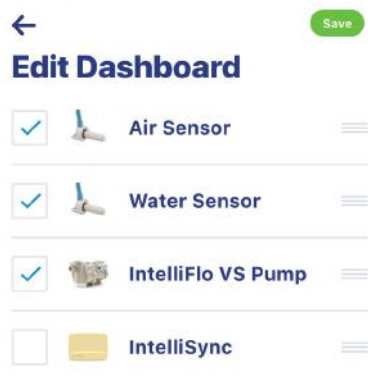 Save
Edit Dashboard
Air Sensor
Water Sensor
IntelliFlo VS Pump
IntelliSync